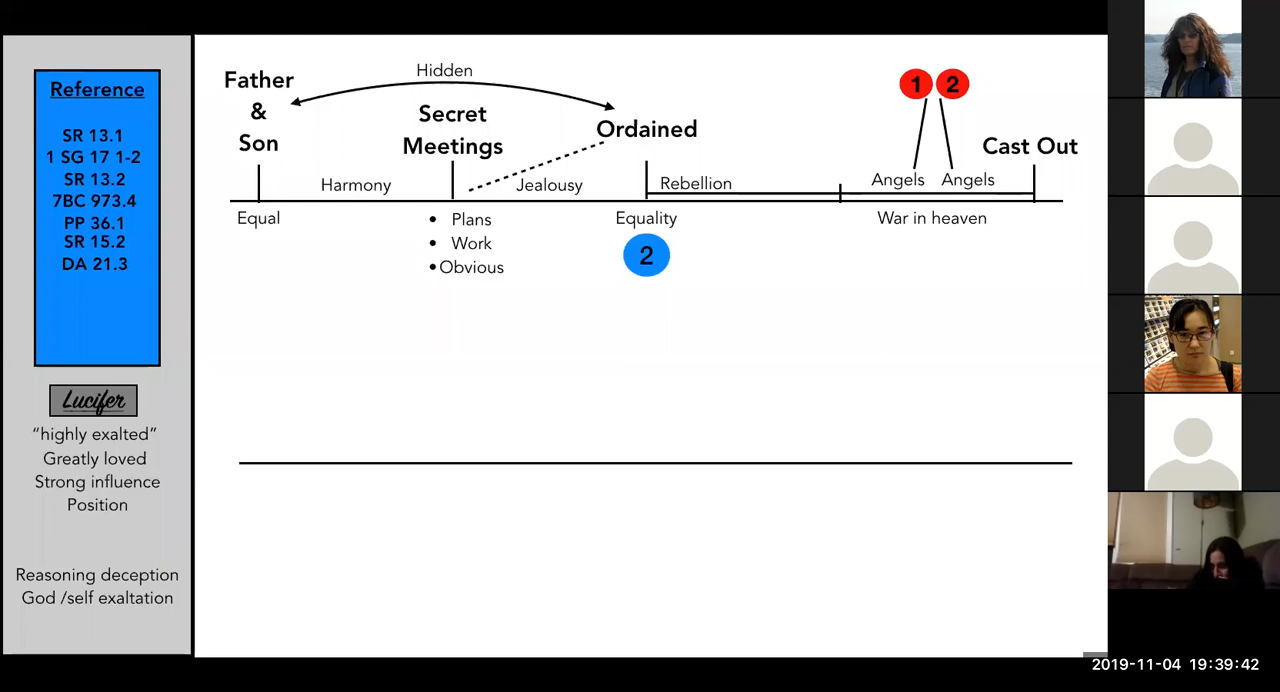 Reference
SR 13.1
1 SG 17 1-2
SR 13.2
7BC 973.4
PP 36.1
SR 15.2
DA 21.3
Lucifer
“highly exalted”
Greatly loved
Strong influence
Position
Reasoning deception
God /self exaltation
Father
&
Son
Hidden
Secret
Meetings
Ordained
1 2
Cast Out
Harmony
Jealousy
Rebellion
Angels Angels
Equal
• Plans
• Work
• Obvious
Equality
2
War in heaven
2019-11-04 19:39:42